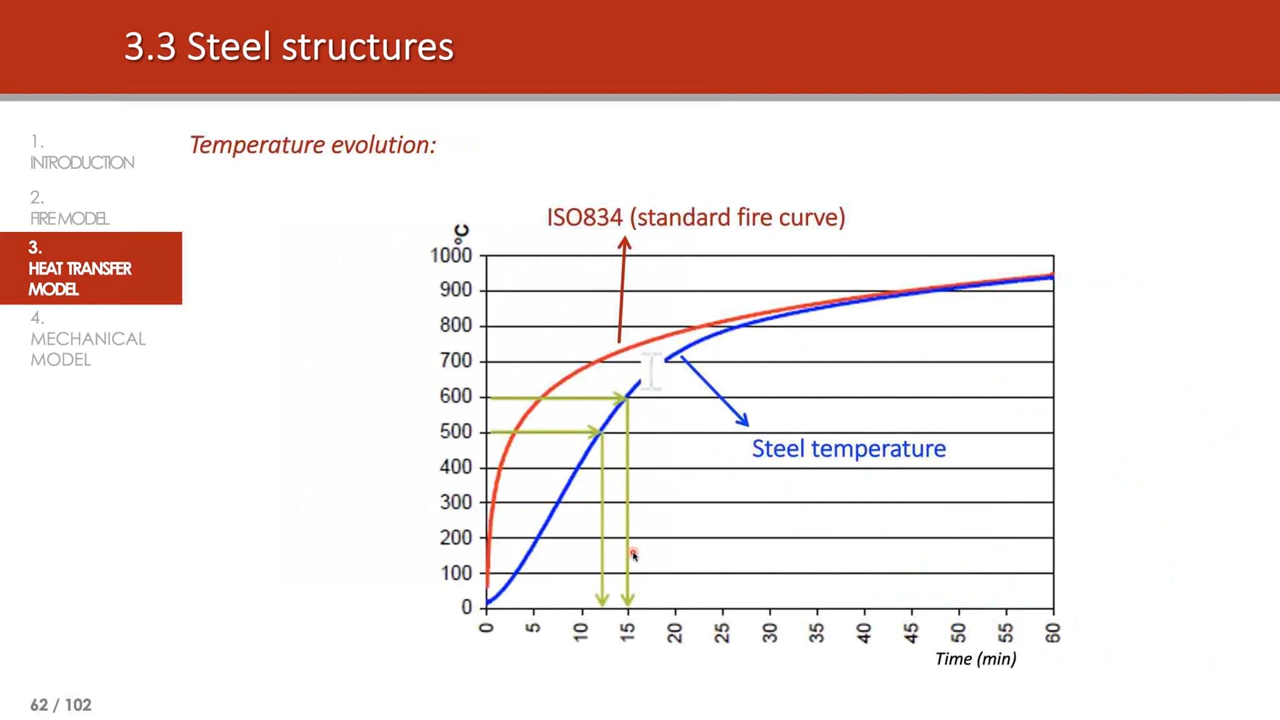 3.3 Steel structures
1.
INTRODUCTION
2.
FIRE MODEL
3.
HEAT TRANSFER
MODEL
4.
MECHANICAL
MODEL
Temperature evolution:
ISO834 (standard fire curve)
°C
1000
900
800
700
600
500
400
300
200
100
0
Steel temperature
0 5 10 15 20 25 30 35 40 45 50 55 60
Time (min)
62 / 102